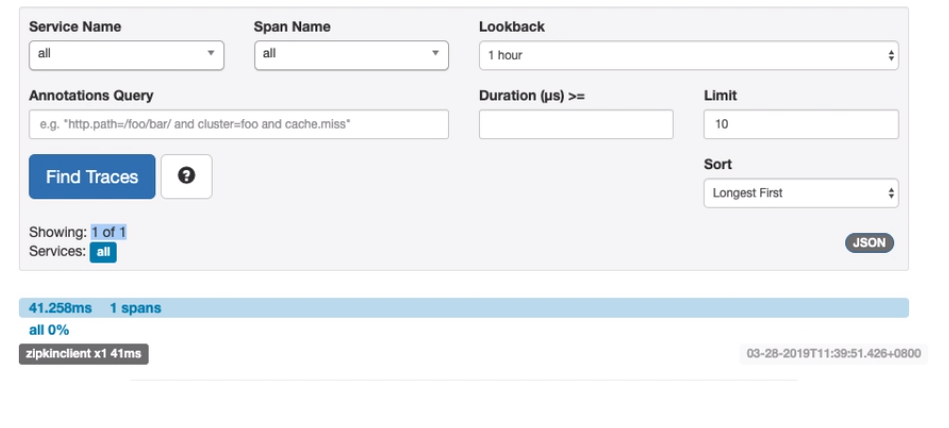 Service Name Span Name Lookback
all all 1 hour
Annotations Query Duration (μs) >= Limit
e.g. "http.path=/foo/bar/ and cluster=foo and cache.miss" 10
Find Traces ? Sort
Longest First
Showing: 1 of 1
Services: all JSON
41.258ms 1 spans
all 0%
zipkinclient x1 41ms 03-28-2019T11:39:51.426+0800